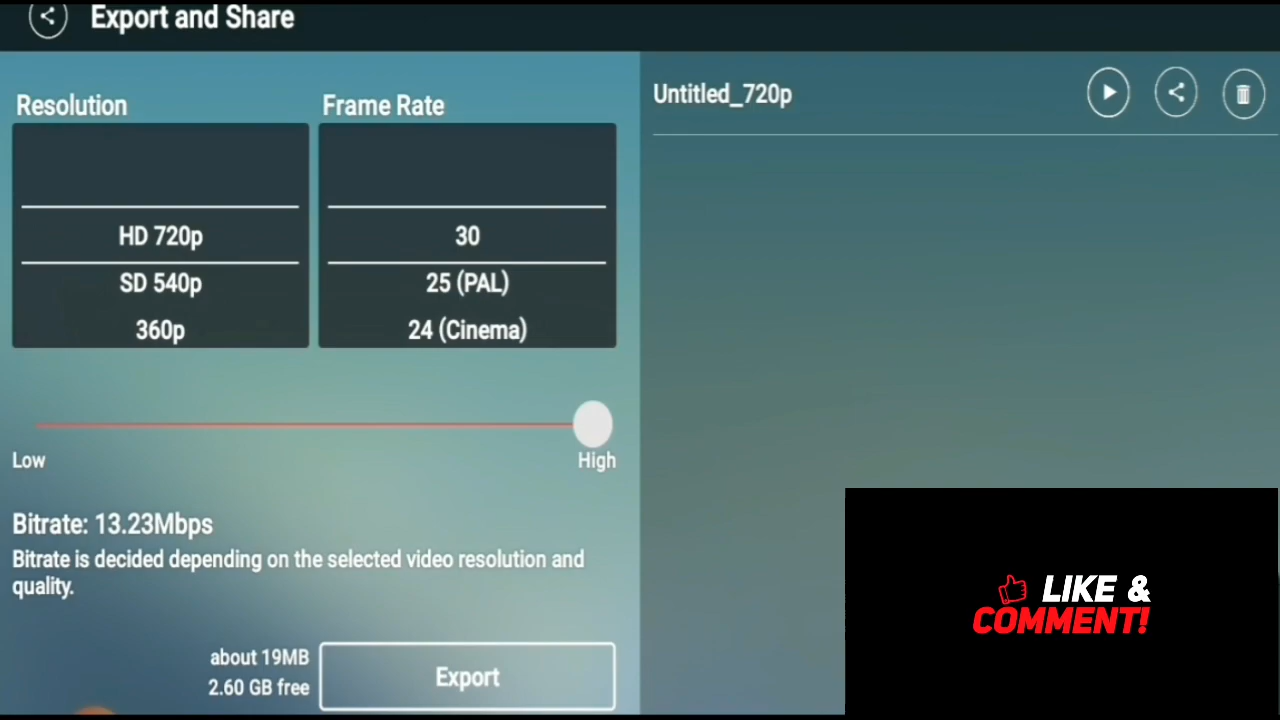 Export and Share
Resolution
Frame Rate
HD 720p
SD 540p
360p
30
25 (PAL)
24 (Cinema)
Low
High
Bitrate: 13.23Mbps
Bitrate is decided depending on the selected video resolution and
quality.
about 19MB
2.60 GB free
Export
Untitled_720p
LIKE &
COMMENT!